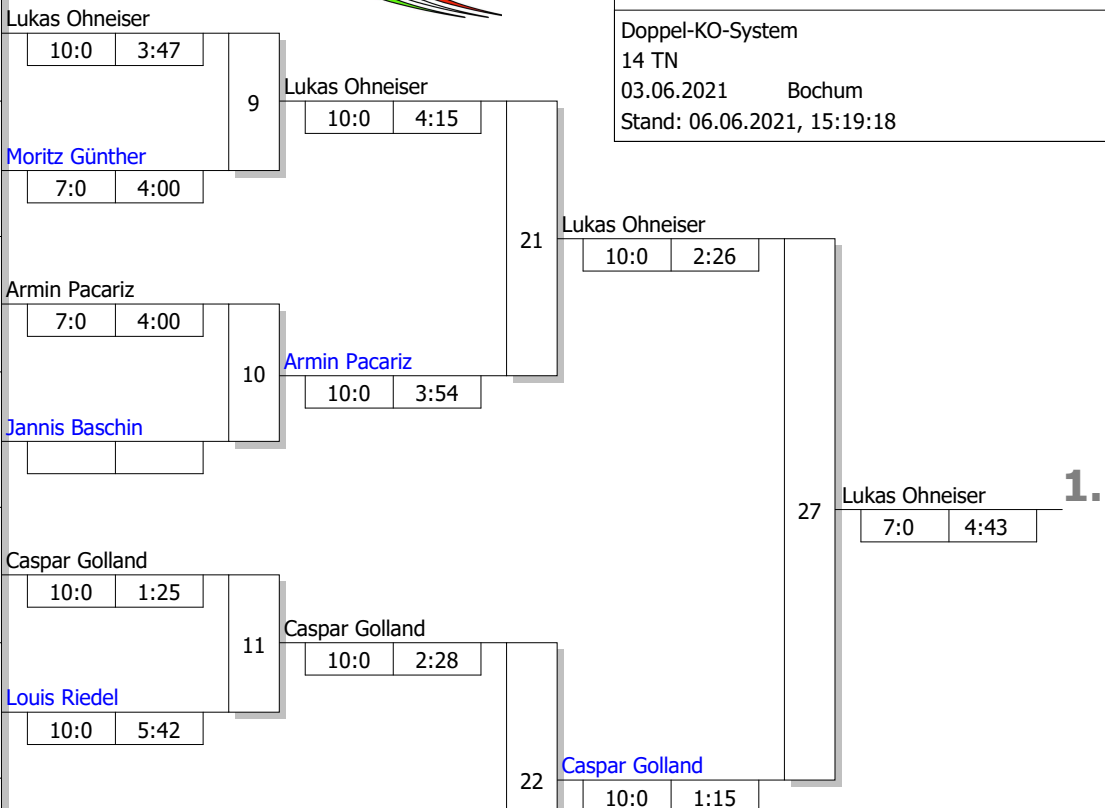 Lukas Ohneiser
10:0 3:47
Doppel-KO-System
14 TN
03.06.2021 Bochum
Stand: 06.06.2021, 15:19:18
9
Lukas Ohneiser
10:0 4:15
Moritz Günther
7:0 4:00
21
Lukas Ohneiser
10:0 2:26
Armin Pacariz
7:0 4:00
10
Armin Pacariz
10:0 3:54
Jannis Baschin
27
Lukas Ohneiser
1.
7:0 4:43
Caspar Golland
10:0 1:25
11
Caspar Golland
10:0 2:28
Louis Riedel
10:0 5:42
22
Caspar Golland
10:0 1:15